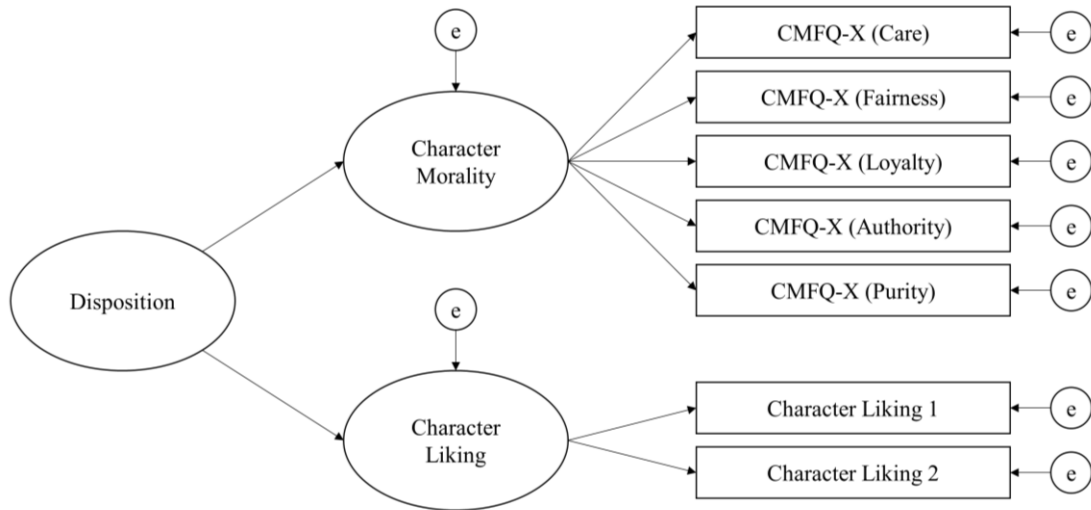 e
CMFQ-X (Care)
e
CMFQ-X (Fairness)
e
Character
Morality
CMFQ-X (Loyalty)
e
CMFQ-X (Authority)
e
CMFQ-X (Purity)
e
Disposition
e
Character
Liking
Character Liking 1
e
Character Liking 2
e